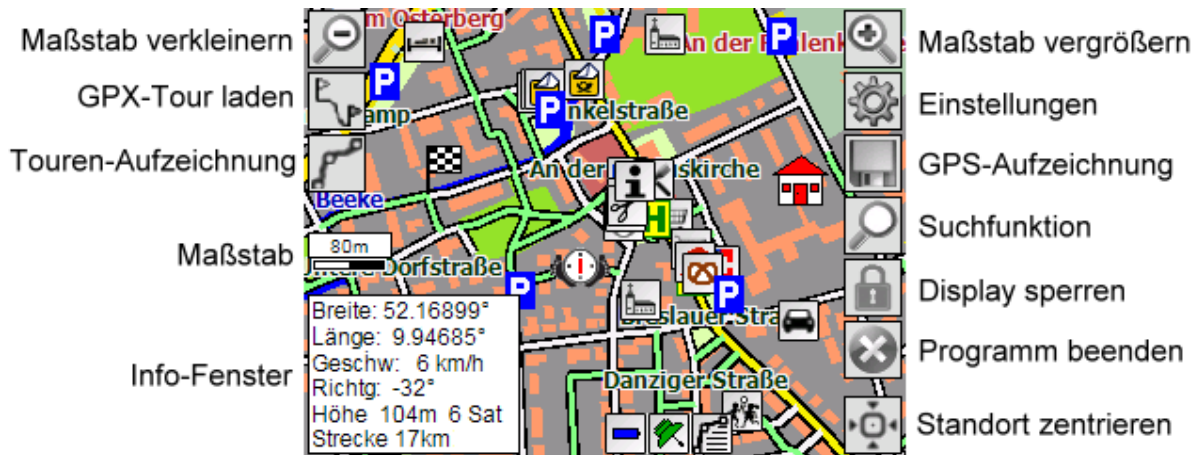 Maßstab verkleinern
GPX-Tour laden
Touren-Aufzeichnung
Maßstab
Info-Fenster
m Osterberg
P
P
An der
P
amp
P
nkelstraße
An der
skirche
i
Beeke
H
80m
Dorfstraße
P
P
Breite: 52.16899°
Länge: 9.94685°
Geschw: 6 km/h
Richtg: -32°
Höhe 104m 6 Sat
Strecke 17km
Danziger Straße
Maßstab vergrößern
Einstellungen
GPS-Aufzeichnung
Suchfunktion
Display sperren
Programm beenden
Standort zentrieren